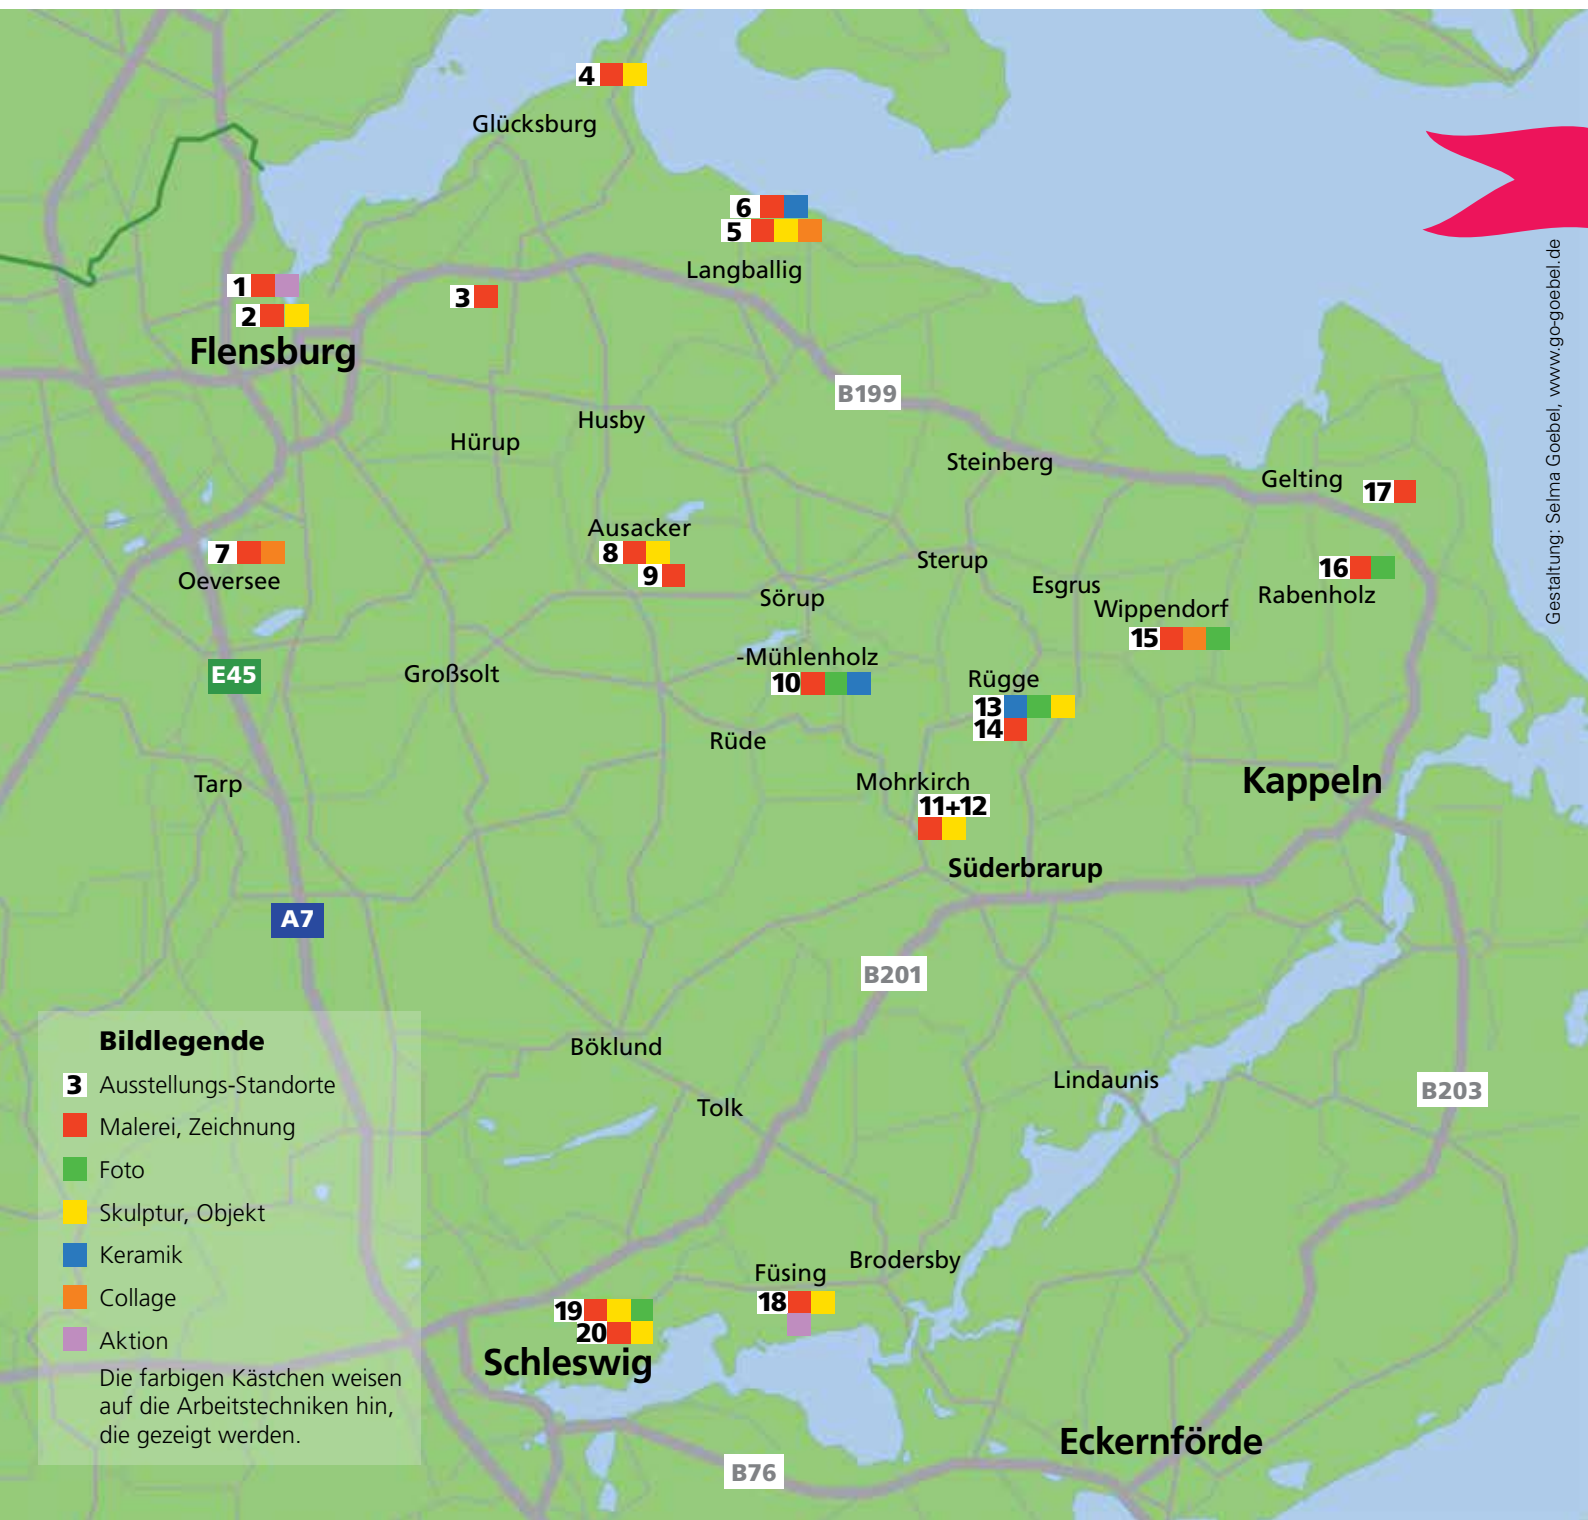 4
Glücksburg
6
5
Langballig
1
2
Flensburg
3
B199
Husby
Hürup
Steinberg
Gelting
17
Ausacker
8
9
7
Oeversee
Sterup
Esgrus
Wippendorf
15
16
Rabenholz
Sörup
-Mühlenholz
10
E45
Großsolt
Rügge
13
14
Rüde
Tarp
Mohrkirch
11+12
Kappeln
Süderbrarup
A7
B201
Böklund
Tolk
Lindaunis
B203
Brodersby
Füsing
18
19
20
Schleswig
Eckernförde
B76
Bildlegende
3 Ausstellungs-Standorte
Malerei, Zeichnung
Foto
Skulptur, Objekt
Keramik
Collage
Aktion
Die farbigen Kästchen weisen
auf die Arbeitstechniken hin,
die gezeigt werden.
Gestaltung: Selma Goebel, www.go-goebel.de